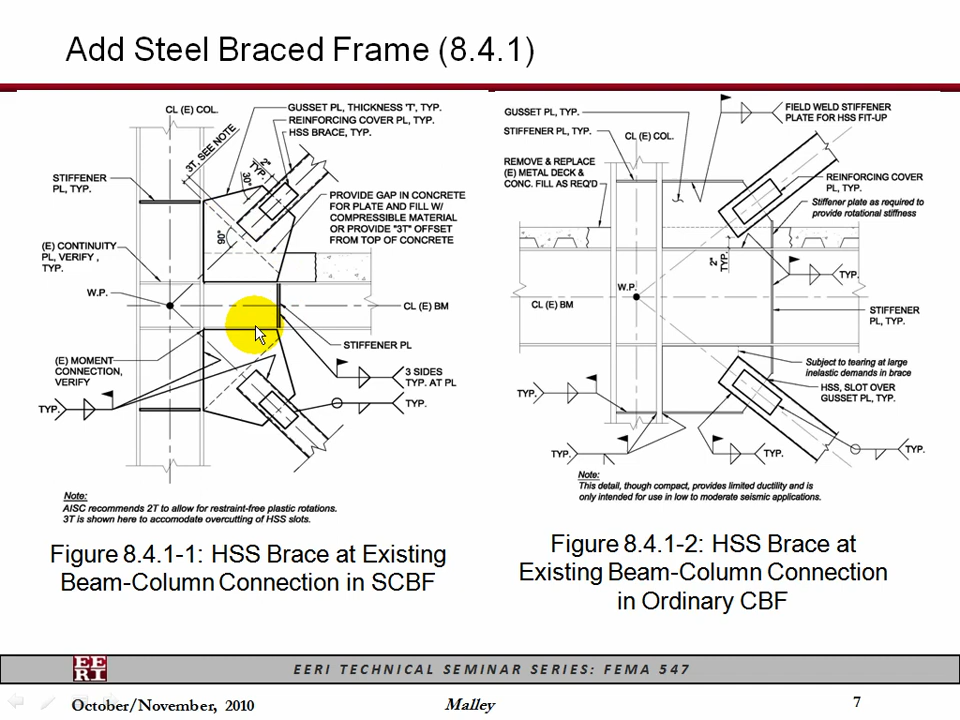 Add Steel Braced Frame (8.4.1)
CL (E) COL.
GUSSET PL, THICKNESS 'T', TYP.
REINFORCING COVER PL, TYP.
HSS BRACE, TYP.
3T, SEE NOTE
2"
TYP.
30°
STIFFENER
PL, TYP.
PROVIDE GAP IN CONCRETE
FOR PLATE AND FILL W/
COMPRESSIBLE MATERIAL
OR PROVIDE "3T" OFFSET
FROM TOP OF CONCRETE
90°
(E) CONTINUITY
PL, VERIFY ,
TYP.
W.P.
CL (E) BM
STIFFENER PL
(E) MOMENT
CONNECTION,
VERIFY
3 SIDES
TYP. AT PL
TYP.
TYP.
Note:
AISC recommends 2T to allow for restraint-free plastic rotations.
3T is shown here to accomodate overcutting of HSS slots.
Figure 8.4.1-1: HSS Brace at Existing
Beam-Column Connection in SCBF
GUSSET PL, TYP.
STIFFENER PL, TYP.
CL (E) COL.
FIELD WELD STIFFENER
PLATE FOR HSS FIT-UP
REMOVE & REPLACE
(E) METAL DECK &
CONC. FILL AS REQ'D
REINFORCING COVER
PL, TYP.
Stiffener plate as required to
provide rotational stiffness
2"
TYP.
TYP.
W.P.
CL (E) BM
STIFFENER
PL, TYP.
Subject to tearing at large
inelastic demands in brace
HSS, SLOT OVER
GUSSET PL, TYP.
TYP.
TYP.
TYP.
TYP.
Note:
This detail, though compact, provides limited ductility and is
only intended for use in low to moderate seismic applications.
Figure 8.4.1-2: HSS Brace at
Existing Beam-Column Connection
in Ordinary CBF
EERI
EERI TECHNICAL SEMINAR SERIES: FEMA 547
October/November, 2010
Malley
7